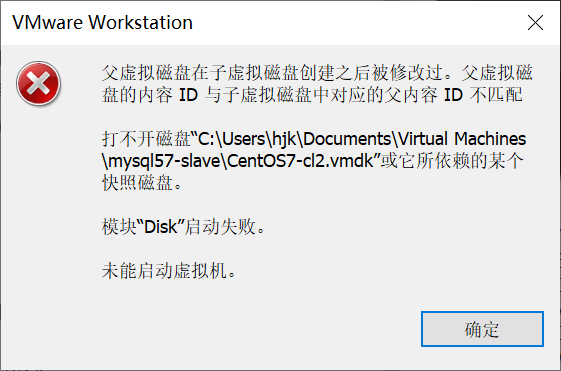 VMware Workstation
父虚拟磁盘在子虚拟磁盘创建之后被修改过。父虚拟磁
盘的内容 ID 与子虚拟磁盘中对应的父内容 ID 不匹配
打不开磁盘“C:\Users\hjk\Documents\Virtual Machines
\mysql57-slave\CentOS7-cl2.vmdk”或它所依赖的某个
快照磁盘。
模块“Disk”启动失败。
未能启动虚拟机。
确定